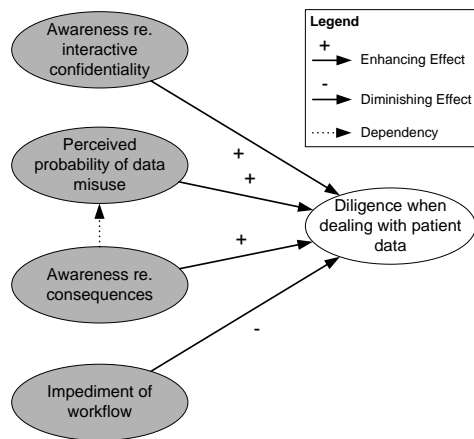 Awareness re.
interactive
confidentiality
Legend
+
Enhancing Effect
-
Diminishing Effect
Dependency
Perceived
probability of data
misuse
+
+
Diligence when
dealing with patient
data
+
Awareness re.
consequences
-
Impediment of
workflow